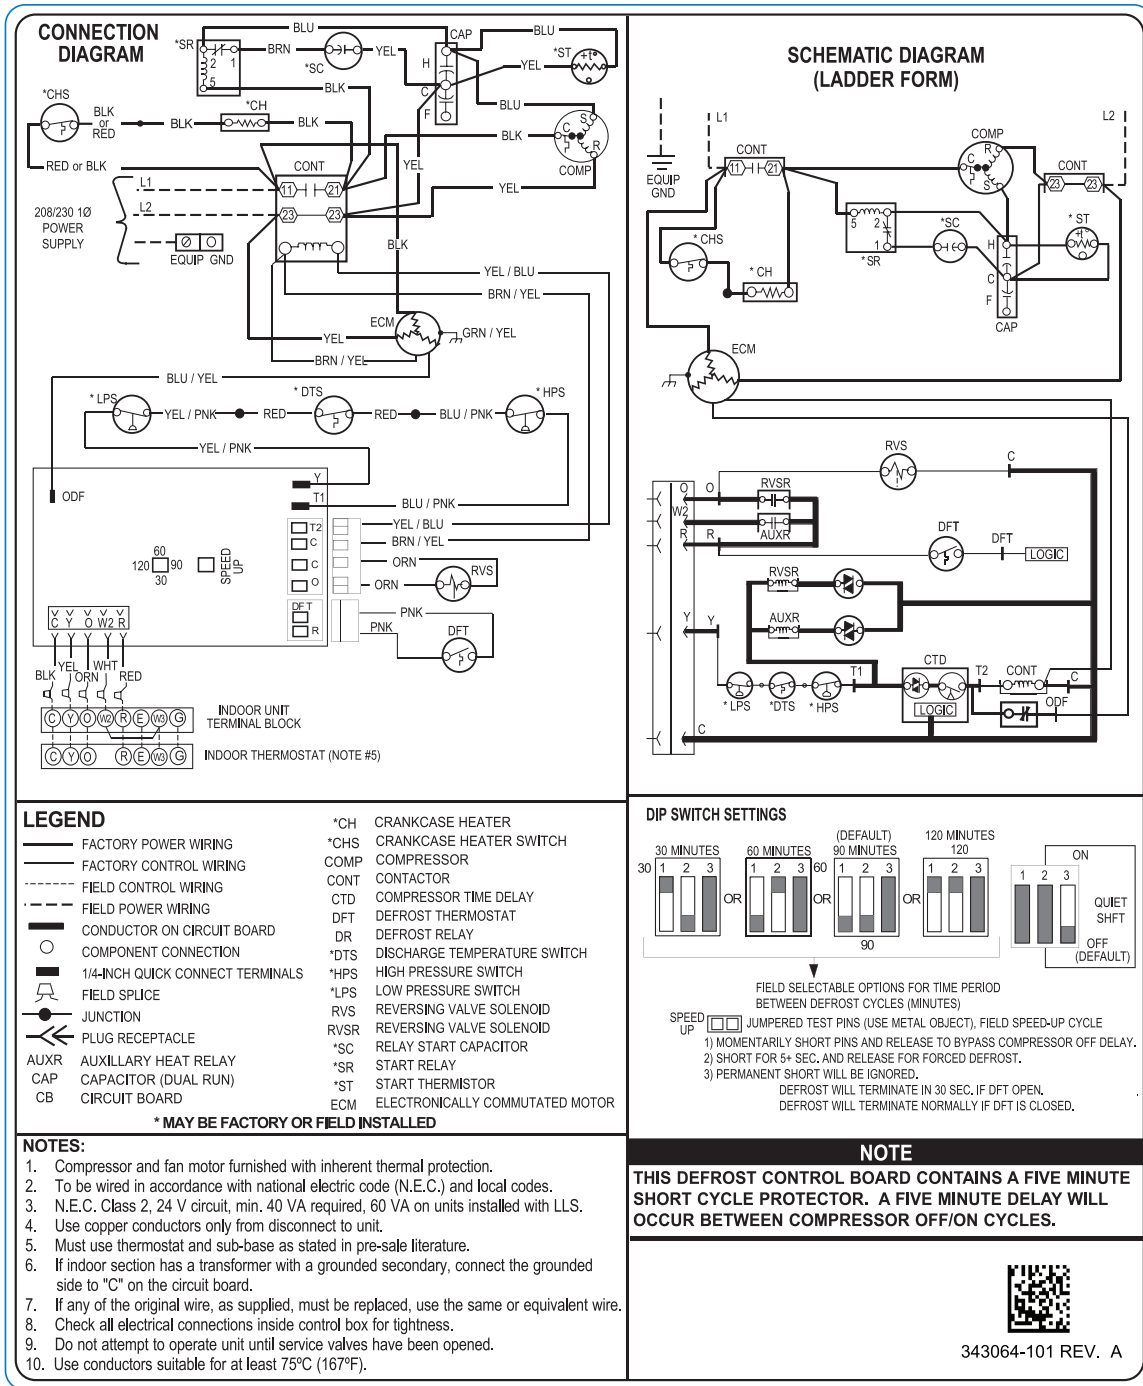 CONNECTION
DIAGRAM
*SR
2 1
5
BLU
BRN
*SC
YEL
BLK
CAP
H
C
F
BLU
YEL
*ST
+t°
BLU
BLK
S
C
R
COMP
YEL
*CHS
BLK
or
RED
BLK
*CH
BLK
RED or BLK
CONT
11 21
23 23
YEL
L1
L2
208/230 1Ø
POWER
SUPPLY
EQUIP GND
BLK
YEL / BLU
BRN / YEL
ECM
GRN / YEL
YEL
BRN / YEL
BLU / YEL
* LPS
YEL / PNK
RED
* DTS
RED
BLU / PNK
* HPS
YEL / PNK
Y
T1
BLU / PNK
ODF
T2
C
C
O
DFT
R
YEL / BLU
BRN / YEL
ORN
ORN
RVS
PNK
PNK
DFT
60
120 90
30
SPEED
UP
C Y O W2 R
BLK YEL ORN WHT RED
C Y O W2 R E W3 G
INDOOR UNIT
TERMINAL BLOCK
C Y O R E W3 G
INDOOR THERMOSTAT (NOTE #5)
SCHEMATIC DIAGRAM
(LADDER FORM)
L1
L2
EQUIP
GND
CONT
11 21
COMP
R
C
S
CONT
23 23
* CHS
* CH
5 2
1
* SR
*SC
H
C
F
CAP
* ST
+t°
ECM
RVS
C
O O
W2
R R
RVSR
AUXR
DFT
DFT
LOGIC
RVSR
AUXR
Y Y
* LPS
*DTS
* HPS
T1
CTD
LOGIC
T2
CONT
C
ODF
C
LEGEND
FACTORY POWER WIRING
FACTORY CONTROL WIRING
FIELD CONTROL WIRING
FIELD POWER WIRING
CONDUCTOR ON CIRCUIT BOARD
COMPONENT CONNECTION
1/4-INCH QUICK CONNECT TERMINALS
FIELD SPLICE
JUNCTION
PLUG RECEPTACLE
AUXR AUXILLARY HEAT RELAY
CAP CAPACITOR (DUAL RUN)
CB CIRCUIT BOARD
*CH CRANKCASE HEATER
*CHS CRANKCASE HEATER SWITCH
COMP COMPRESSOR
CONT CONTACTOR
CTD COMPRESSOR TIME DELAY
DFT DEFROST THERMOSTAT
DR DEFROST RELAY
*DTS DISCHARGE TEMPERATURE SWITCH
*HPS HIGH PRESSURE SWITCH
*LPS LOW PRESSURE SWITCH
RVS REVERSING VALVE SOLENOID
RVSR REVERSING VALVE SOLENOID
*SC RELAY START CAPACITOR
*SR START RELAY
*ST START THERMISTOR
ECM ELECTRONICALLY COMMUTATED MOTOR
* MAY BE FACTORY OR FIELD INSTALLED
DIP SWITCH SETTINGS
30 MINUTES
30 1 2 3
OR
60 MINUTES
1 2 3 60
OR
(DEFAULT)
90 MINUTES
1 2 3
90
OR
120 MINUTES
120
1 2 3
ON
1 2 3
QUIET
SHFT
OFF
(DEFAULT)
FIELD SELECTABLE OPTIONS FOR TIME PERIOD
BETWEEN DEFROST CYCLES (MINUTES)
SPEED
UP
JUMPERED TEST PINS (USE METAL OBJECT), FIELD SPEED-UP CYCLE
1) MOMENTARILY SHORT PINS AND RELEASE TO BYPASS COMPRESSOR OFF DELAY.
2) SHORT FOR 5+ SEC. AND RELEASE FOR FORCED DEFROST.
3) PERMANENT SHORT WILL BE IGNORED.
DEFROST WILL TERMINATE IN 30 SEC. IF DFT OPEN.
DEFROST WILL TERMINATE NORMALLY IF DFT IS CLOSED.
NOTES:
1. Compressor and fan motor furnished with inherent thermal protection.
2. To be wired in accordance with national electric code (N.E.C.) and local codes.
3. N.E.C. Class 2, 24 V circuit, min. 40 VA required, 60 VA on units installed with LLS.
4. Use copper conductors only from disconnect to unit.
5. Must use thermostat and sub-base as stated in pre-sale literature.
6. If indoor section has a transformer with a grounded secondary, connect the grounded
side to "C" on the circuit board.
7. If any of the original wire, as supplied, must be replaced, use the same or equivalent wire.
8. Check all electrical connections inside control box for tightness.
9. Do not attempt to operate unit until service valves have been opened.
10. Use conductors suitable for at least 75ºC (167ºF).
NOTE
THIS DEFROST CONTROL BOARD CONTAINS A FIVE MINUTE
SHORT CYCLE PROTECTOR. A FIVE MINUTE DELAY WILL
OCCUR BETWEEN COMPRESSOR OFF/ON CYCLES.
343064-101 REV. A